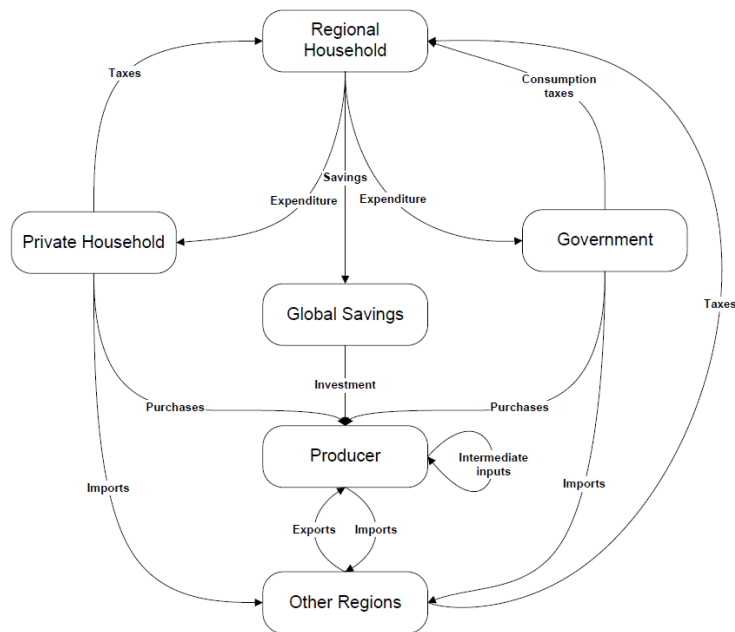 Regional
Household
Taxes
Consumption
taxes
Savings
Expenditure
Expenditure
Private Household
Government
Global Savings
Taxes
Investment
Purchases
Purchases
Producer
Intermediate
inputs
Imports
Imports
Exports
Imports
Other Regions